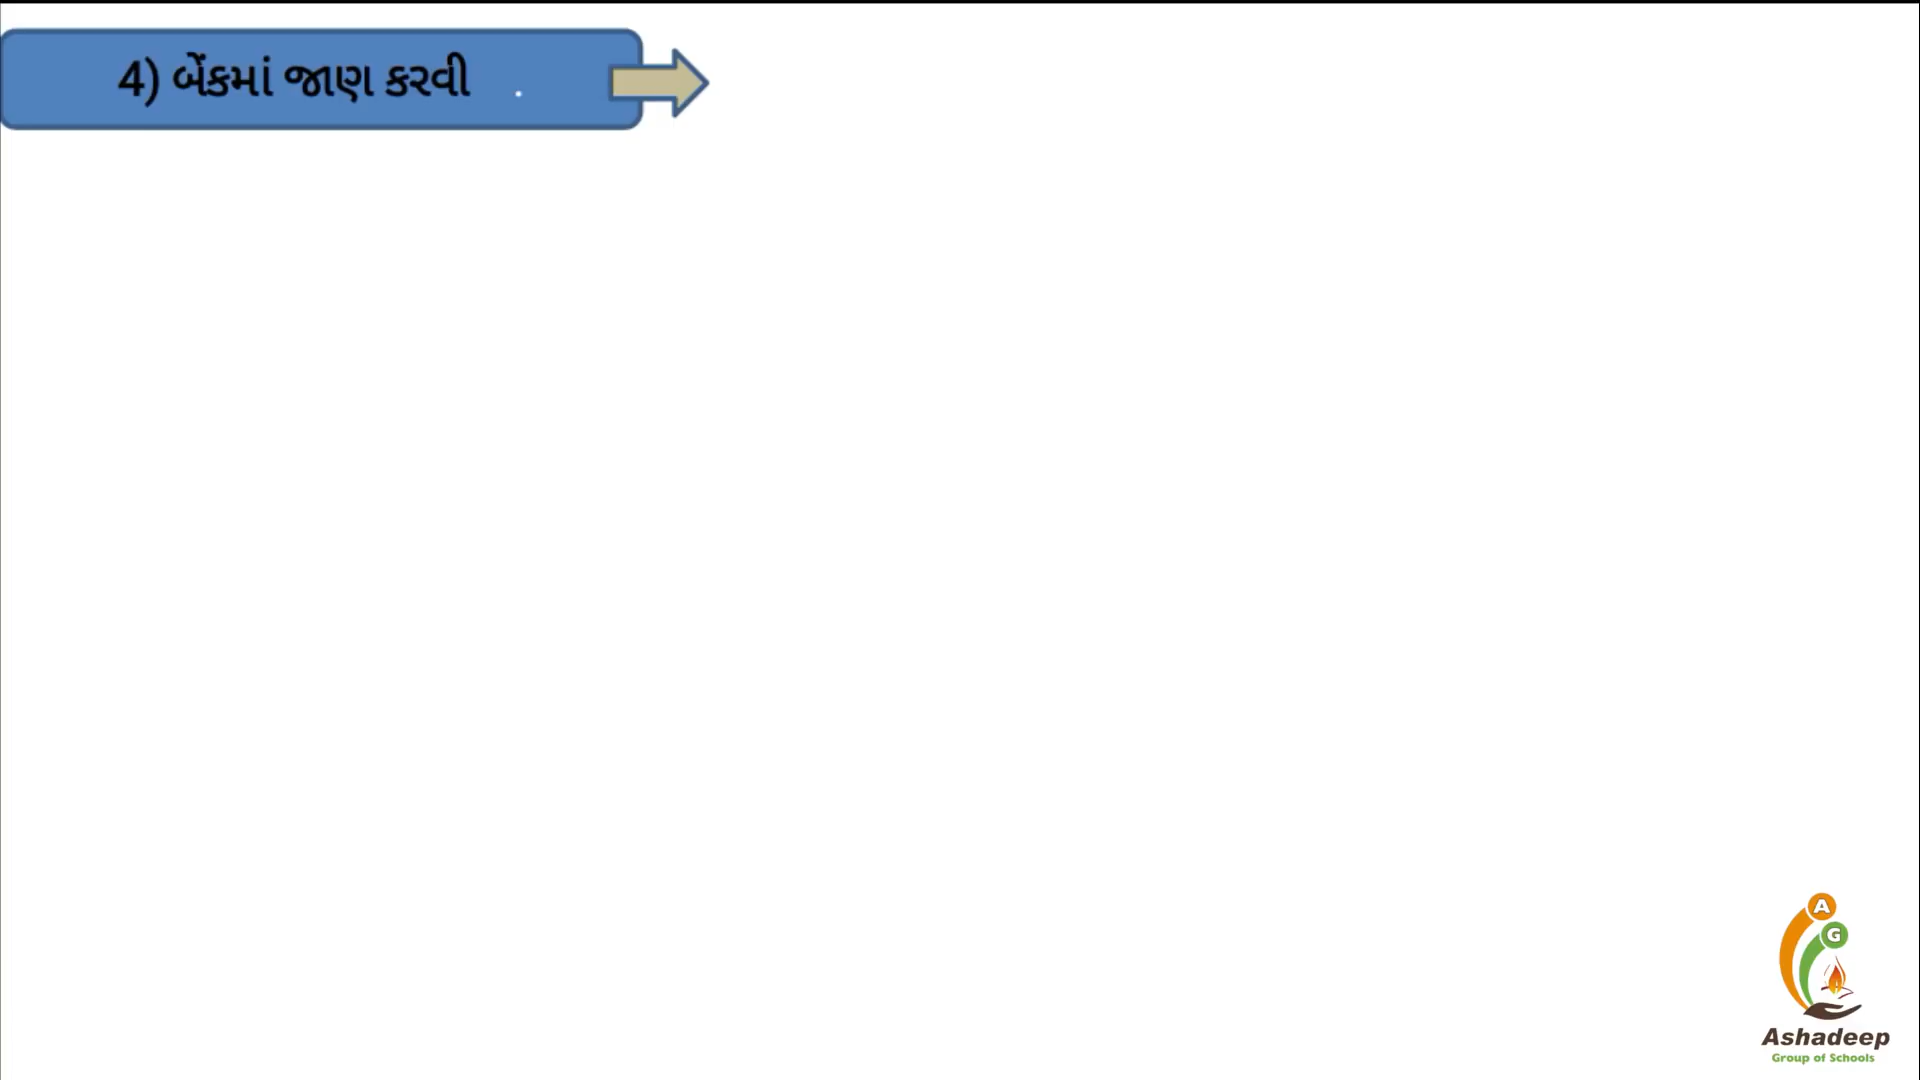 4) બેંકમાં જાણ કરવી .
A
G
Ashadeep
Group of Schools